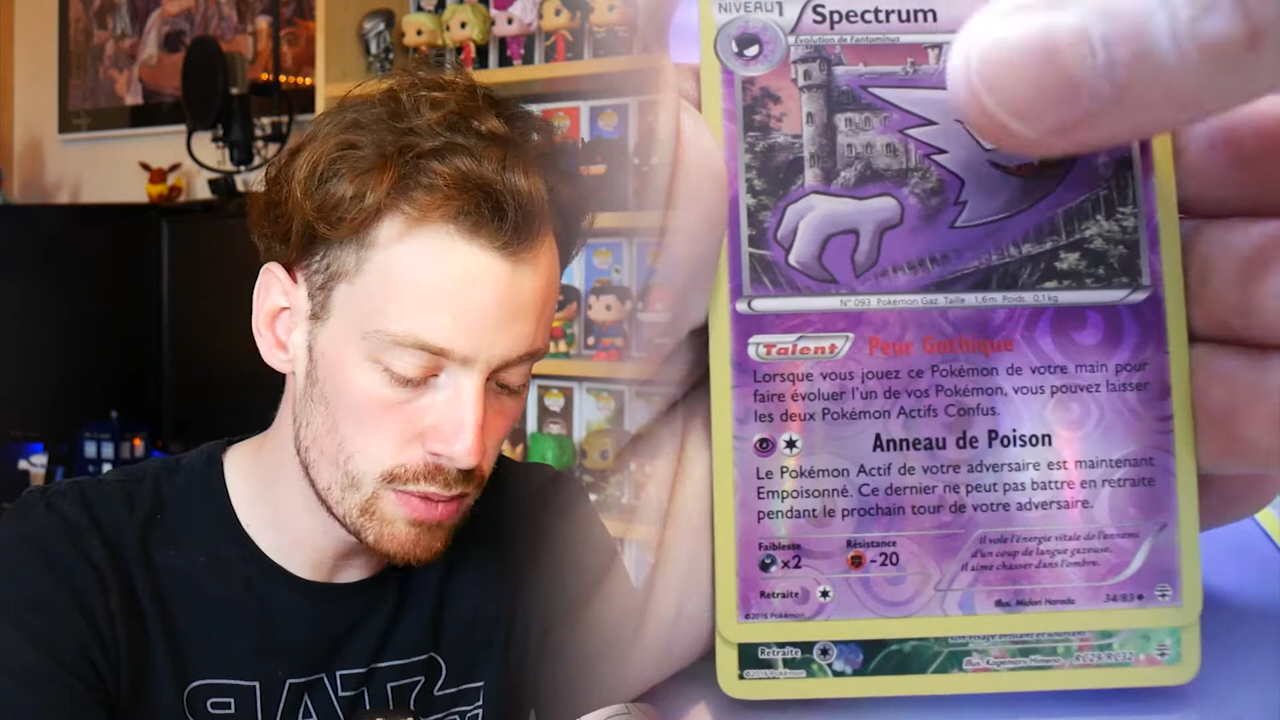 NIVEAU 1
Spectrum
Évolution de Fantominus
N° 093 Pokémon Gaz Taille : 1,6m Poids : 0,1kg
Talent Peur Gothique
Lorsque vous jouez ce Pokémon de votre main pour
faire évoluer l'un de vos Pokémon, vous pouvez laisser
les deux Pokémon Actifs Confus.
Anneau de Poison
Le Pokémon Actif de votre adversaire est maintenant
Empoisonné. Ce dernier ne peut pas battre en retraite
pendant le prochain tour de votre adversaire.
Faiblesse Résistance
x2 -20
Il vole l'énergie vitale de l'ennemi
d'un coup de langue gazeuse.
Il aime chasser dans l'ombre.
Retraite
Illus. Midori Harada 34/83
©2016 Pokémon
Retraite
Illus. Kagemaru Himeno RC29/RC32
©2016 Pokémon